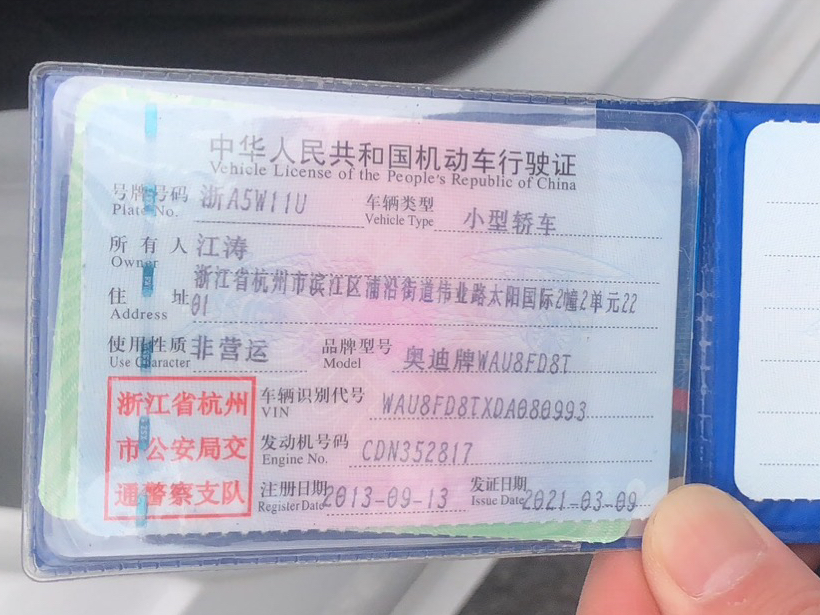 中华人民共和国机动车行驶证
Vehicle License of the People's Republic of China
号牌号码 浙A5W11U 车辆类型 小型轿车
Plate No. Vehicle Type
所有人 江涛
Owner
浙江省杭州市滨江区浦沿街道伟业路太阳国际2幢2单元22
住址 01
Address
使用性质 非营运 品牌型号 奥迪牌WAU8FD8T
Use Character Model
浙江省杭州
市公安局交
通警察支队
车辆识别代号 WAU8FD8TXDA080993
VIN
发动机号码 CDN352817
Engine No.
注册日期 2013-09-13 发证日期 2021-03-09
Register Date Issue Date